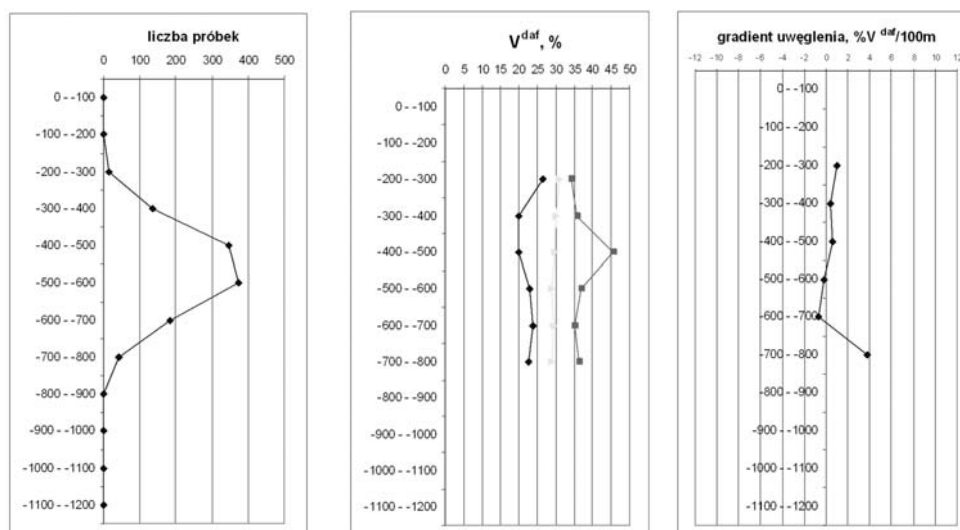 liczba próbek
0 100 200 300 400 500
0 - -100
-100 - -200
-200 - -300
-300 - -400
-400 - -500
-500 - -600
-600 - -700
-700 - -800
-800 - -900
-900 - -1000
-1000 - -1100
-1100 - -1200
V daf, %
0 5 10 15 20 25 30 35 40 45 50
0 - -100
-100 - -200
-200 - -300
-300 - -400
-400 - -500
-500 - -600
-600 - -700
-700 - -800
-800 - -900
-900 - -1000
-1000 - -1100
-1100 - -1200
gradient uwęglenia, %V daf/100m
-12 -10 -8 -6 -4 -2 0 2 4 6 8 10 12
0 - -100
-100 - -200
-200 - -300
-300 - -400
-400 - -500
-500 - -600
-600 - -700
-700 - -800
-800 - -900
-900 - -1000
-1000 - -1100
-1100 - -1200